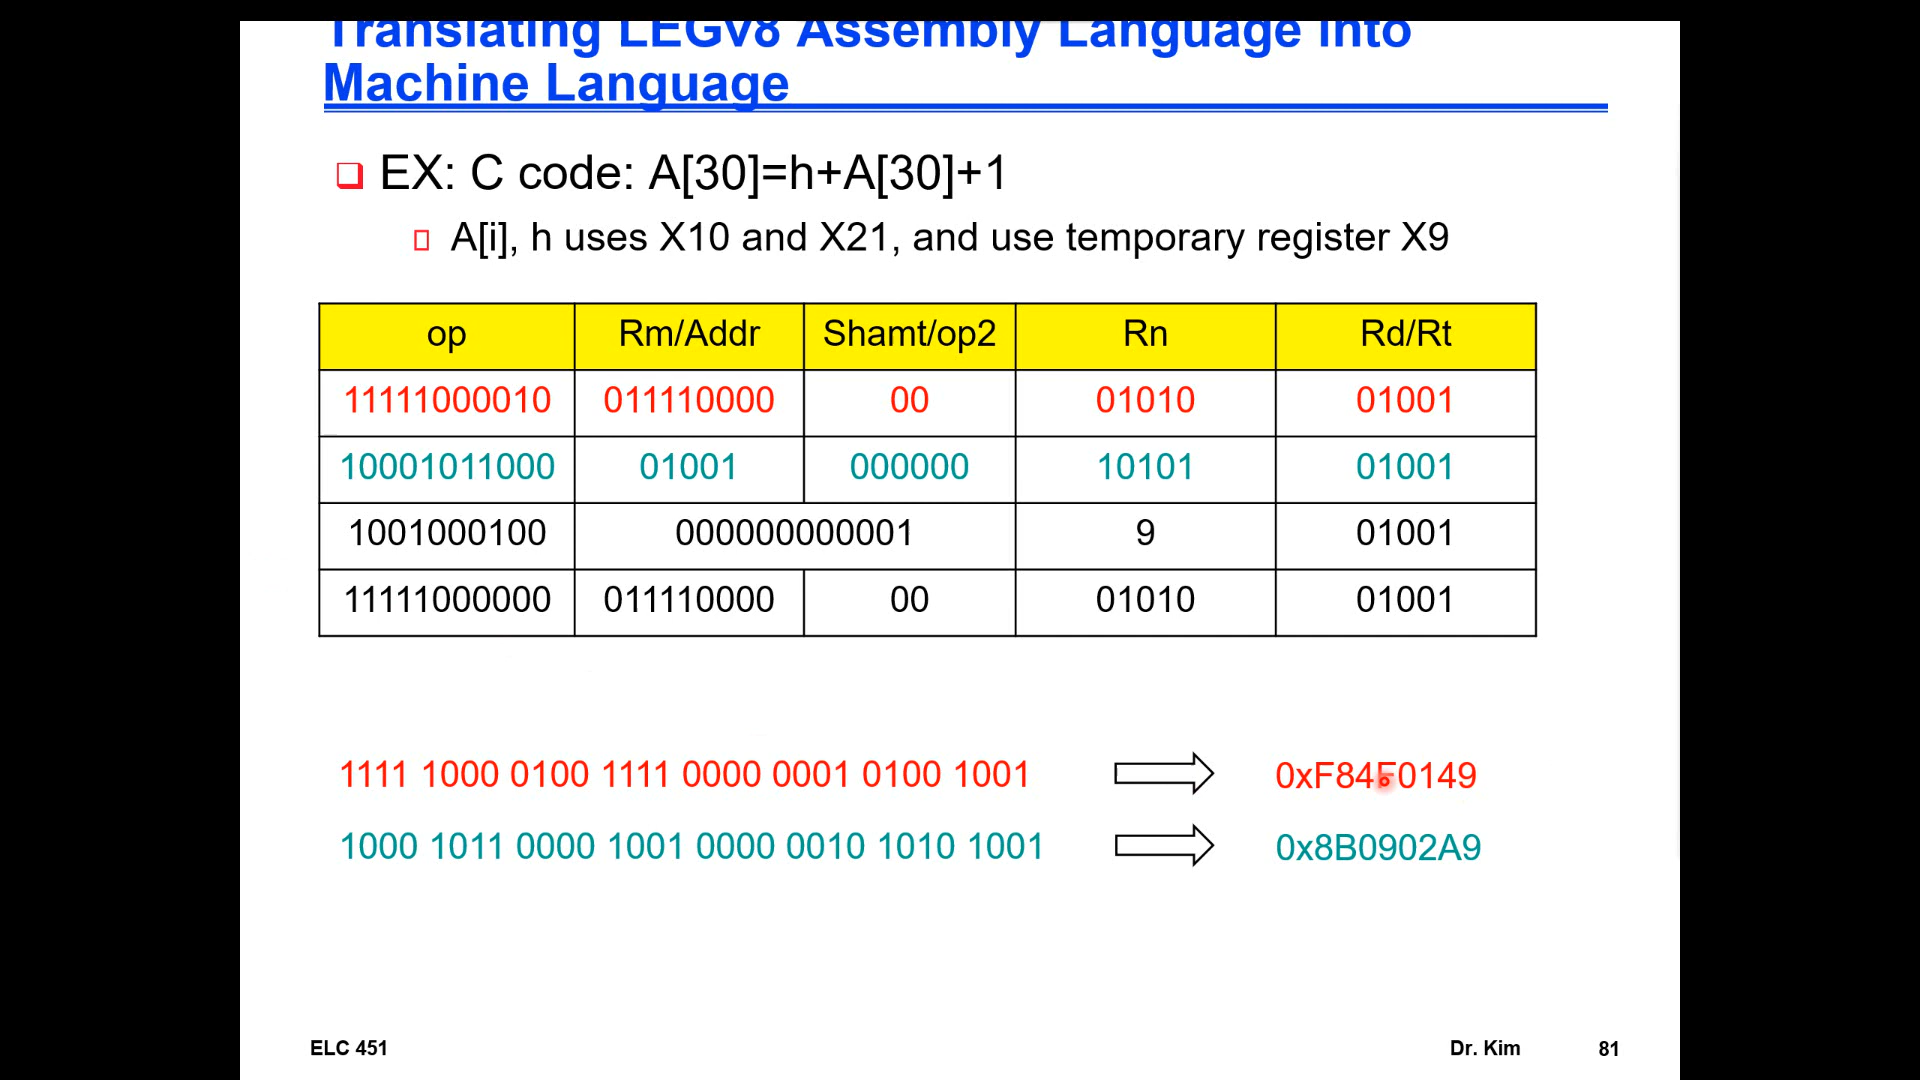 Translating LEGv8 Assembly Language into
Machine Language
EX: C code: A[30]=h+A[30]+1
A[i], h uses X10 and X21, and use temporary register X9
op Rm/Addr Shamt/op2 Rn Rd/Rt
11111000010 011110000 00 01010 01001
10001011000 01001 000000 10101 01001
1001000100 000000000001 9 01001
11111000000 011110000 00 01010 01001
1111 1000 0100 1111 0000 0001 0100 1001 0xF84F0149
1000 1011 0000 1001 0000 0010 1010 1001 0x8B0902A9
ELC 451 Dr. Kim 81